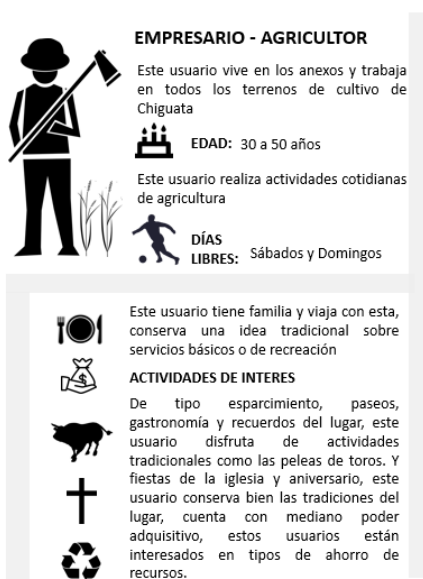 EMPRESARIO - AGRICULTOR
Este usuario vive en los anexos y trabaja
en todos los terrenos de cultivo de
Chiguata
EDAD: 30 a 50 años
Este usuario realiza actividades cotidianas
de agricultura
DÍAS
LIBRES: Sábados y Domingos
Este usuario tiene familia y viaja con esta,
conserva una idea tradicional sobre
servicios básicos o de recreación
ACTIVIDADES DE INTERES
De tipo esparcimiento, paseos,
gastronomía y recuerdos del lugar, este
usuario disfruta de actividades
tradicionales como las peleas de toros. Y
fiestas de la iglesia y aniversario, este
usuario conserva bien las tradiciones del
lugar, cuenta con mediano poder
adquisitivo, estos usuarios están
interesados en tipos de ahorro de
recursos.